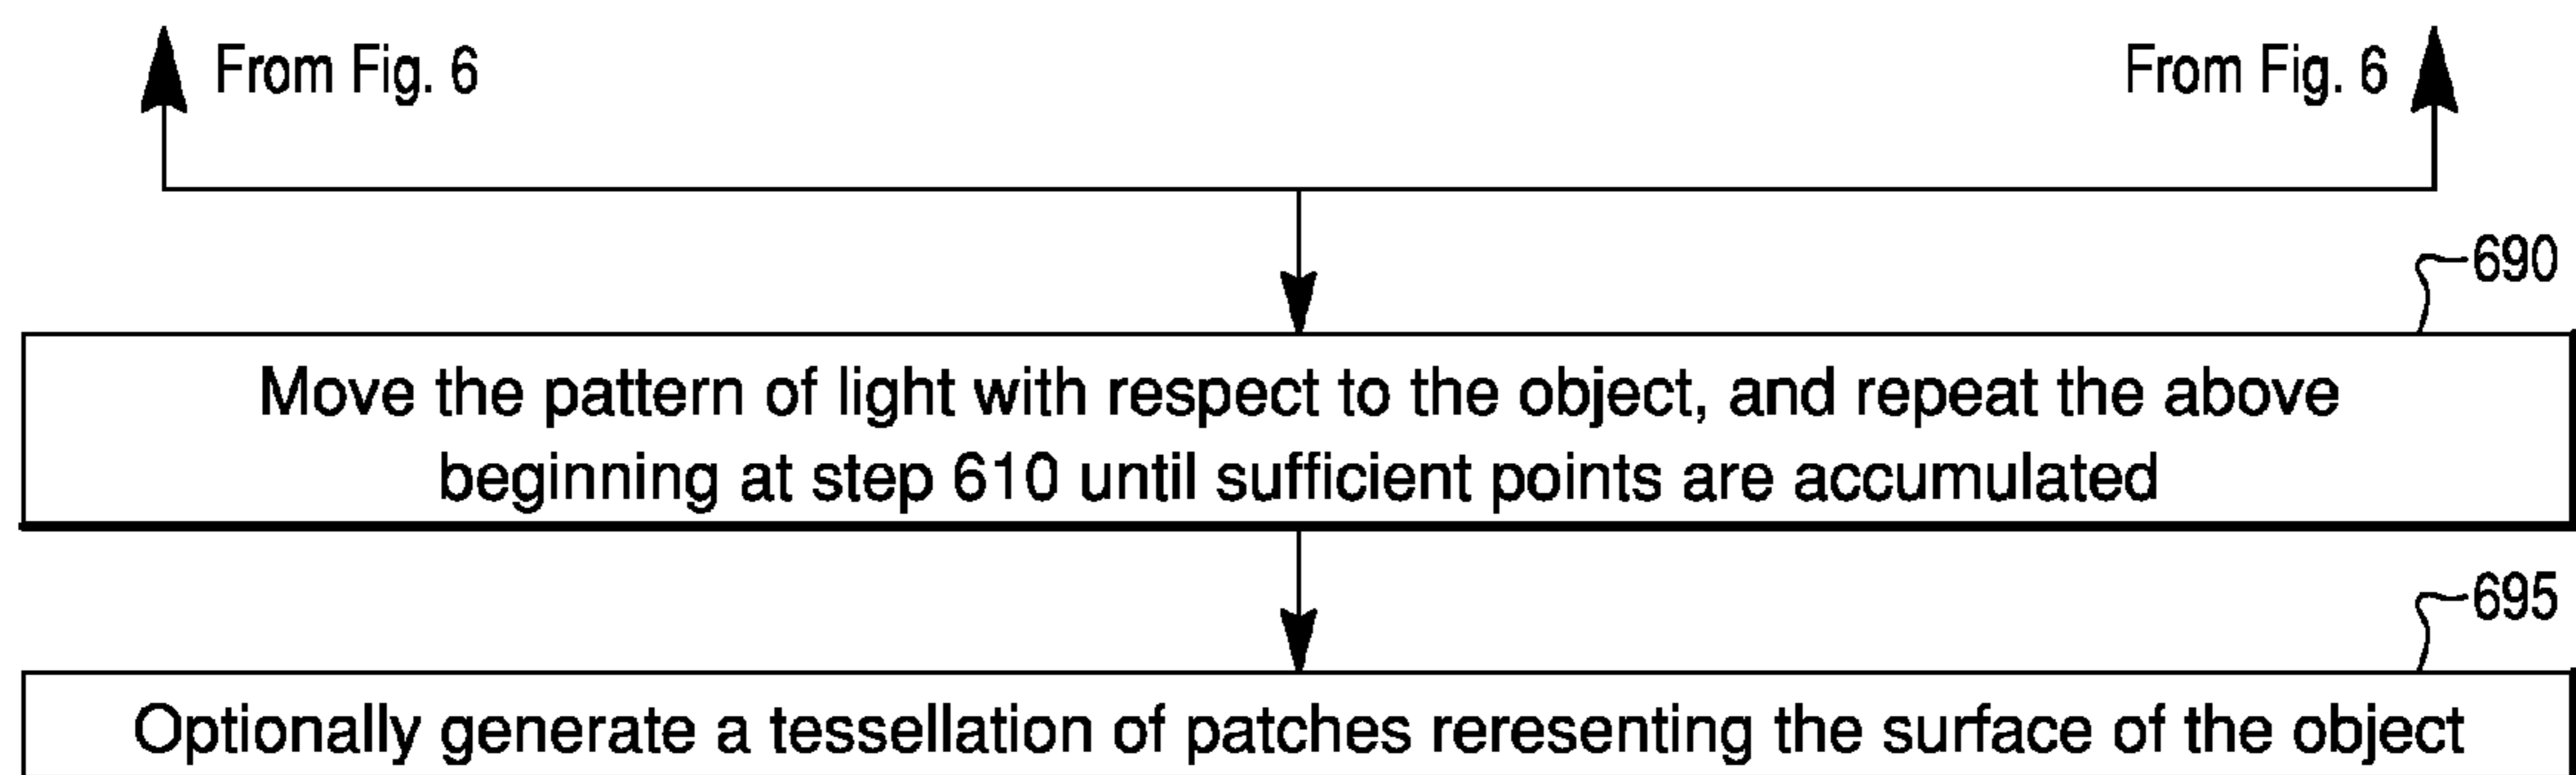 From Fig. 6
From Fig. 6
690
Move the pattern of light with respect to the object, and repeat the above
beginning at step 610 until sufficient points are accumulated
695
Optionally generate a tessellation of patches reresenting the surface of the object